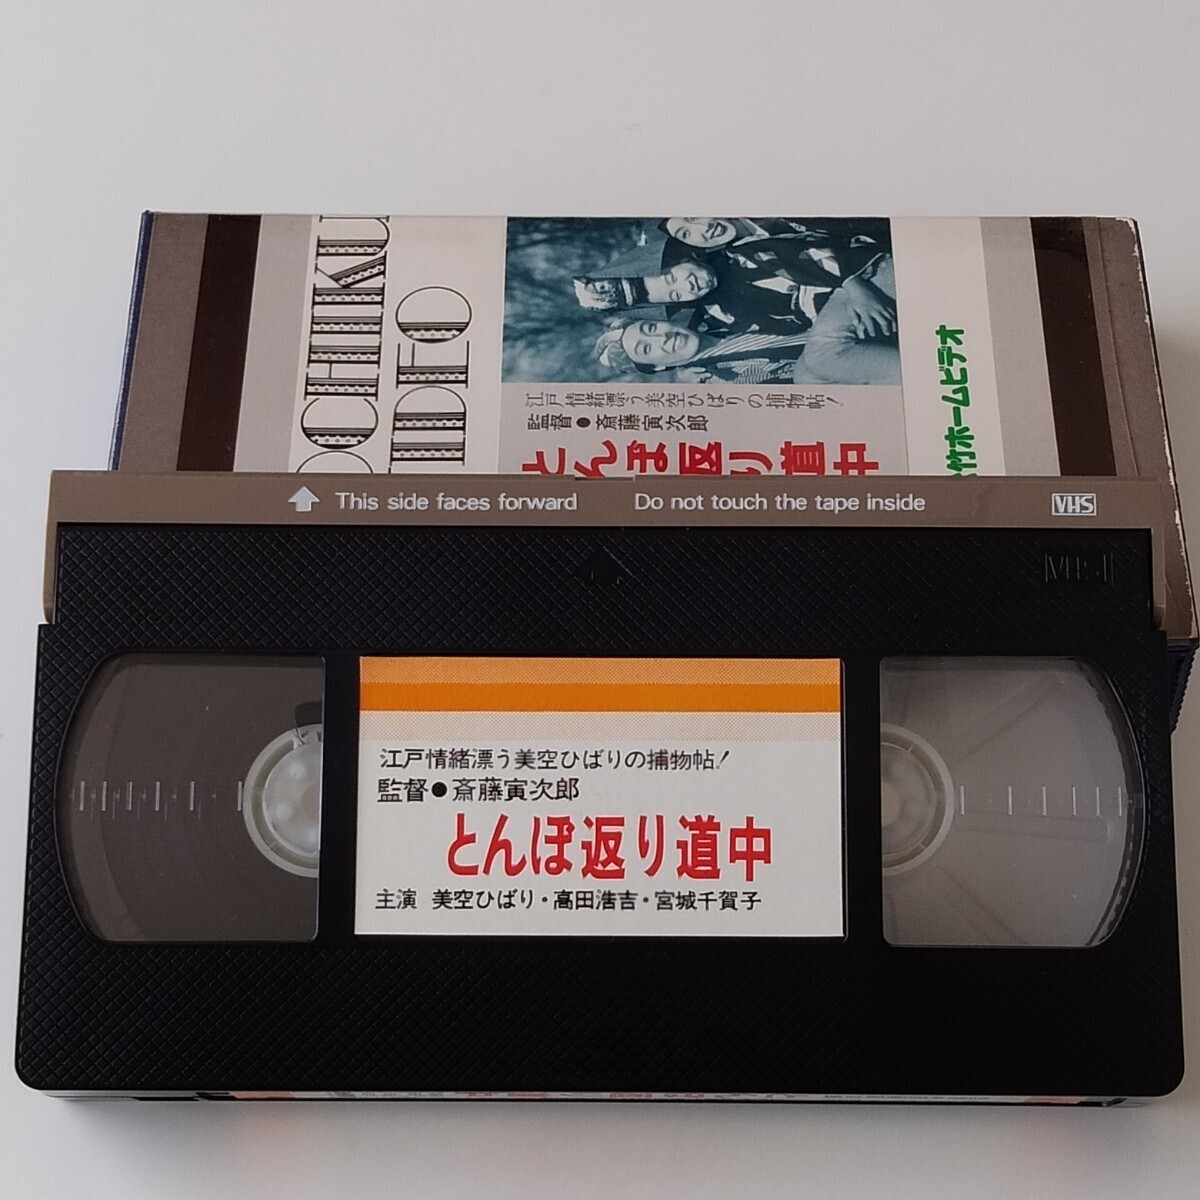 OCHIKU
VIDEO
江戸情緒漂う美空ひばりの捕物帖!
監督●斎藤寅次郎
とんぼ返り道中
竹ホームビデオ
This side faces forward
Do not touch the tape inside
VHS
VHS
江戸情緒漂う美空ひばりの捕物帖!
監督●斎藤寅次郎
とんぼ返り道中
主演 美空ひばり・高田浩吉・宮城千賀子